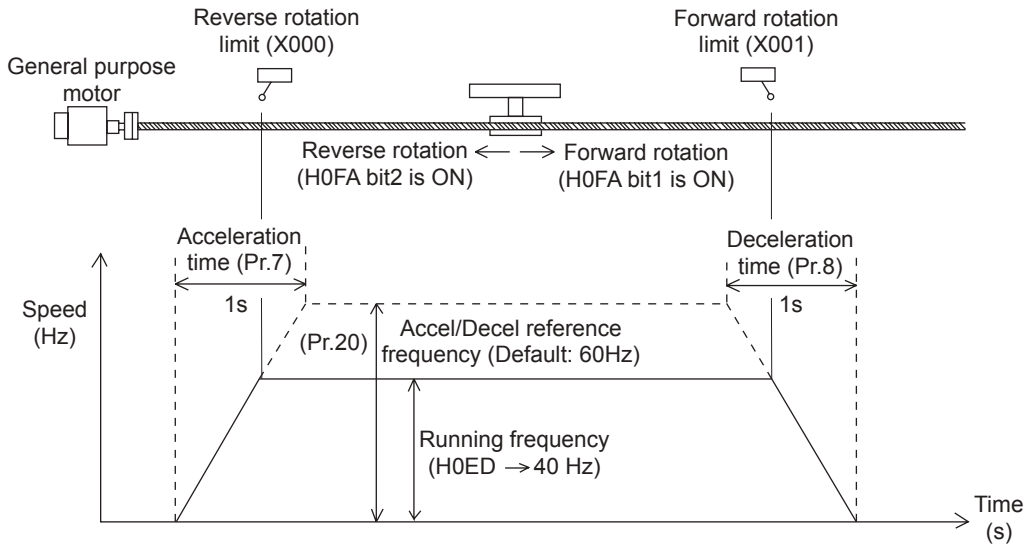 Reverse rotation
limit (X000)
Forward rotation
limit (X001)
General purpose
motor
Reverse rotation
(H0FA bit2 is ON)
Forward rotation
(H0FA bit1 is ON)
Acceleration
time (Pr.7)
1s
Deceleration
time (Pr.8)
1s
Speed
(Hz)
(Pr.20)
Accel/Decel reference
frequency (Default: 60Hz)
Running frequency
(H0ED → 40 Hz)
Time
(s)